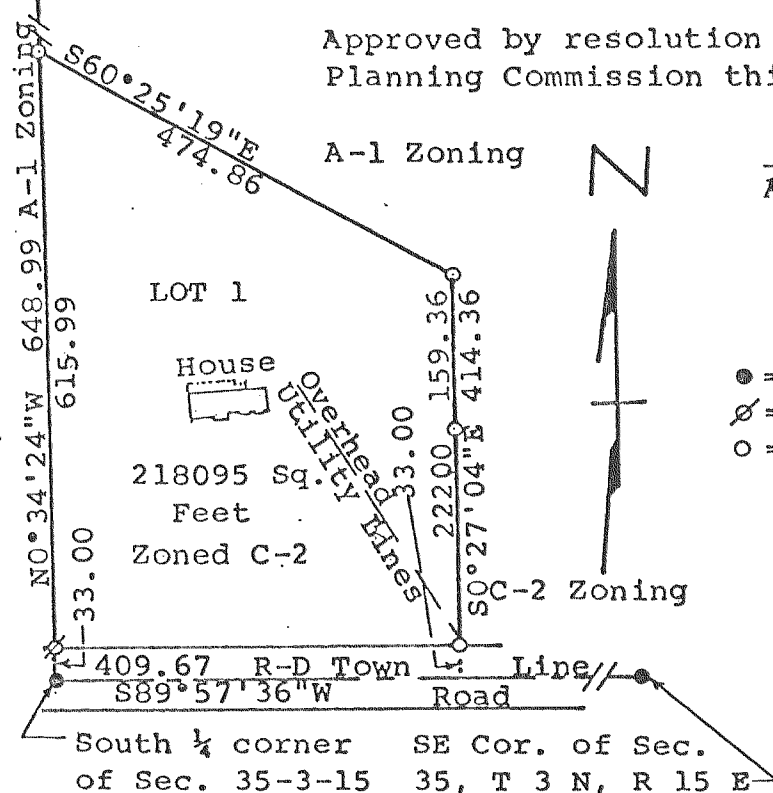 Approved by resolution
Planning Commission thi
S60°25'19"E
474.86
A-1 Zoning
A-1 Zoning
N
N0°34'24"W 648.99
615.99
LOT 1
House
Overhead
Utility Lines
159.36
414.36
33.00
22200
S0°27'04"E
218095 Sq.
Feet
Zoned C-2
33.00
C-2 Zoning
● =
∅ =
○ =
409.67 R-D Town Line
S89°57'36"W Road
South ¼ corner
of Sec. 35-3-15
SE Cor. of Sec.
35, T 3 N, R 15 E